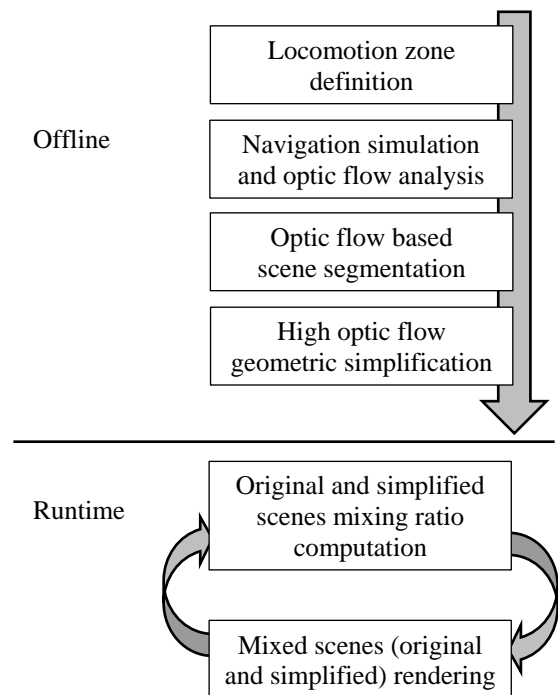 Locomotion zone
definition
Offline
Navigation simulation
and optic flow analysis
Optic flow based
scene segmentation
High optic flow
geometric simplification
Runtime
Original and simplified
scenes mixing ratio
computation
Mixed scenes (original
and simplified) rendering